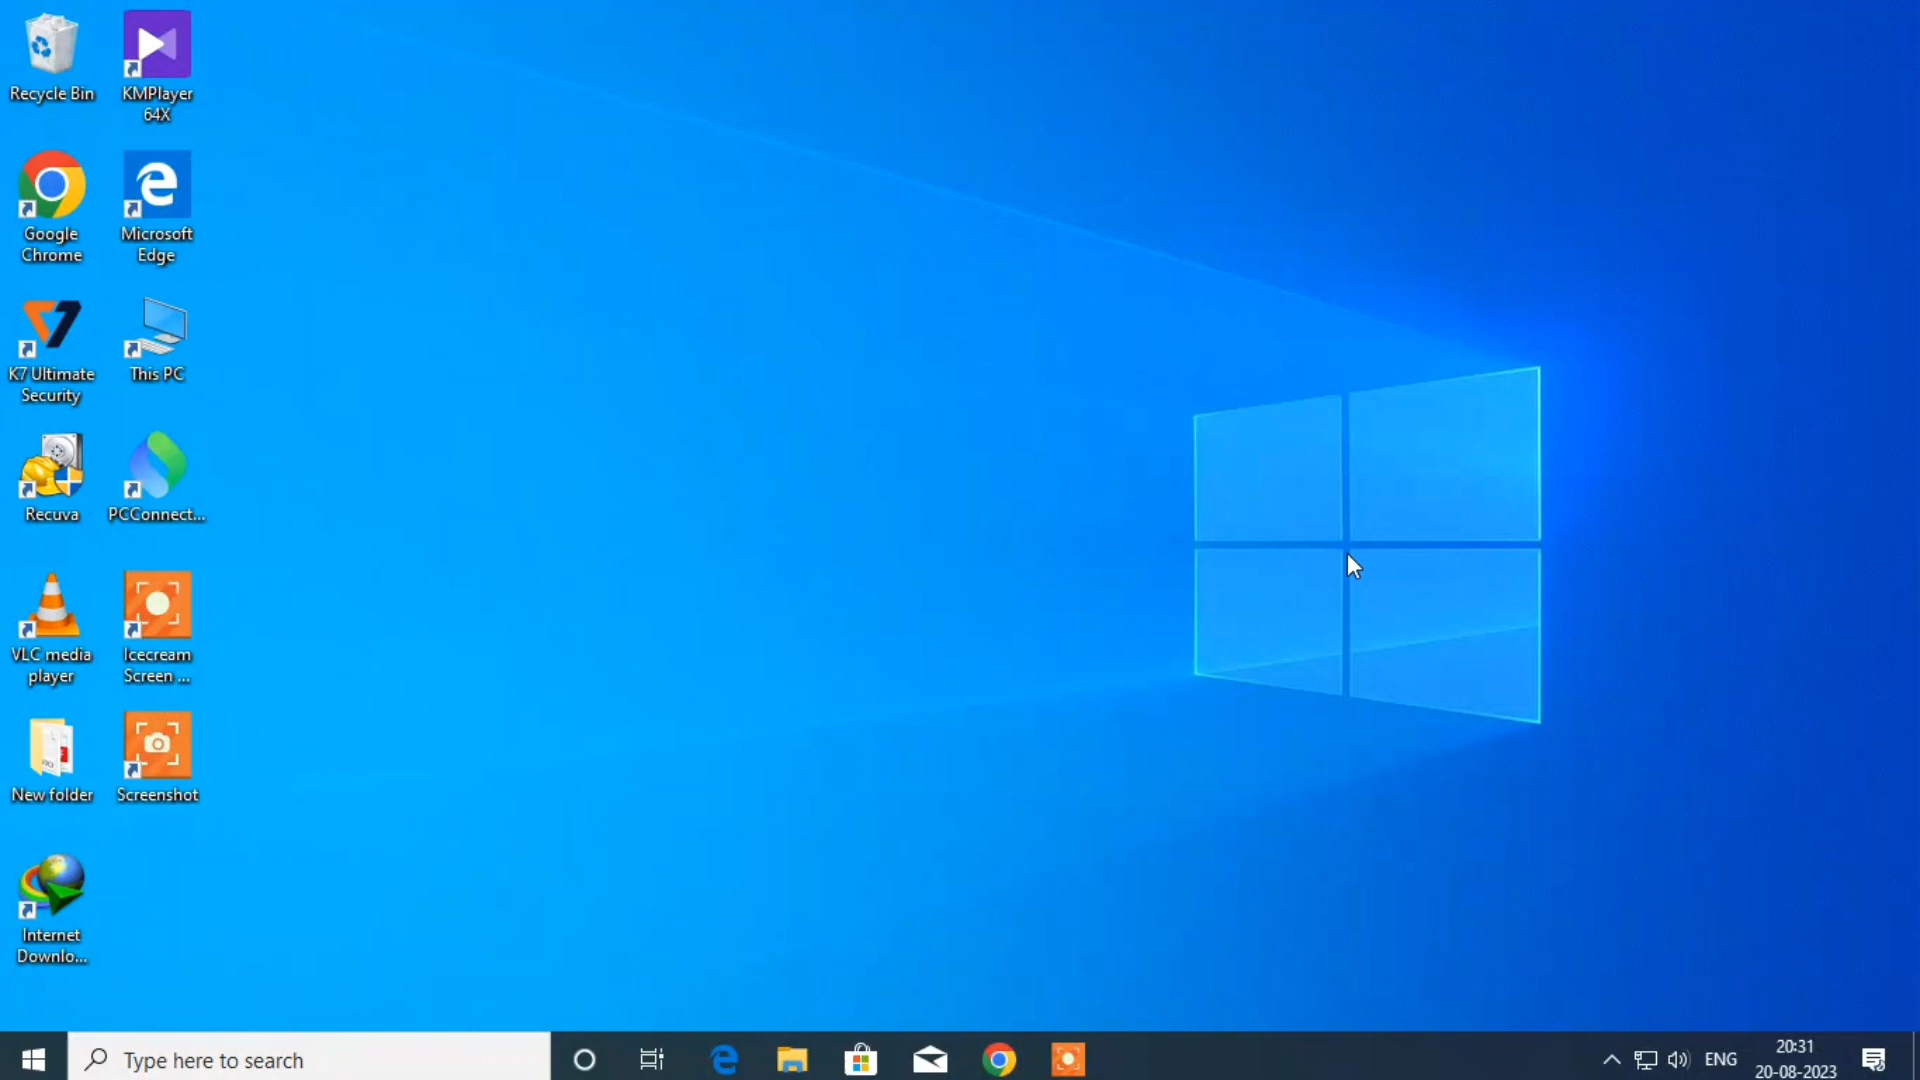 Recycle Bin
KMPlayer
64X
Google
Chrome
Microsoft
Edge
K7 Ultimate
Security
This PC
Recuva
PCConnect...
VLC media
player
Icecream
Screen ...
New folder
Screenshot
Internet
Downlo...
Type here to search
ENG
20:31
20-08-2023